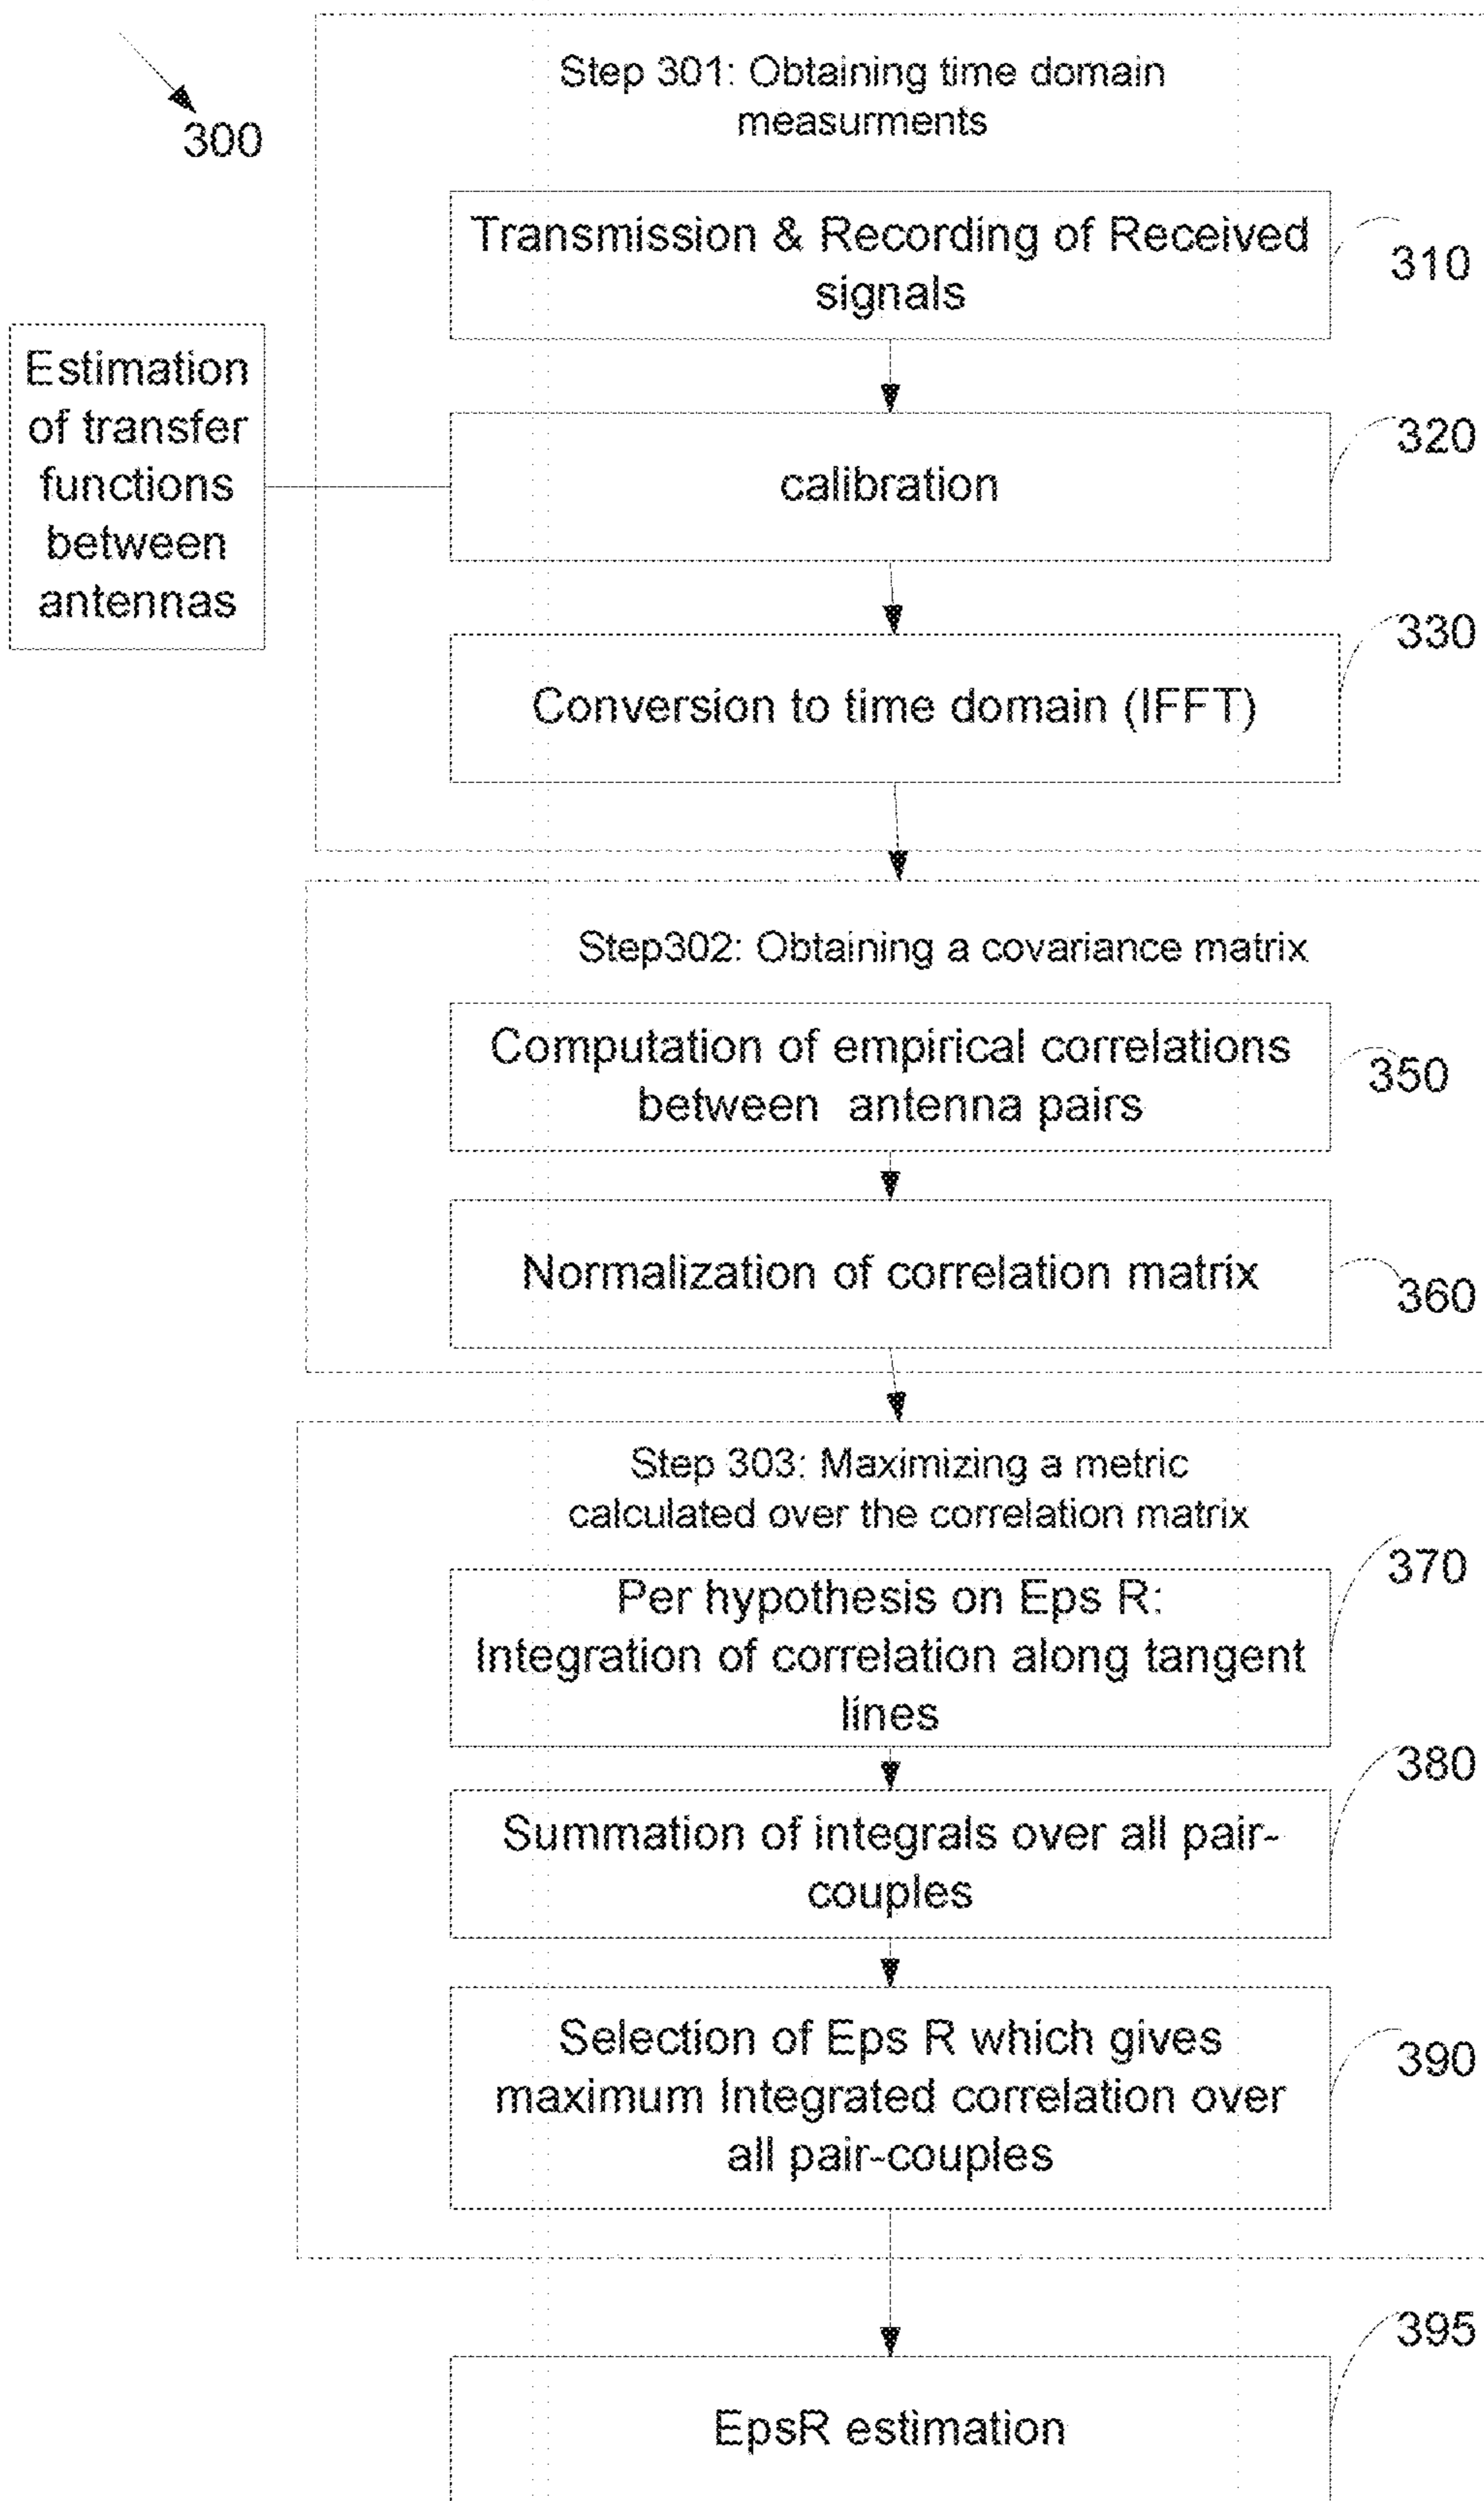 300
Step 301: Obtaining time domain
measurments
Transmission & Recording of Received
signals
310
Estimation
of transfer
functions
between
antennas
calibration
320
Conversion to time domain (IFFT)
330
Step302: Obtaining a covariance matrix
Computation of empirical correlations
between antenna pairs
350
Normalization of correlation matrix
360
Step 303: Maximizing a metric
calculated over the correlation matrix
Per hypothesis on Eps R:
Integration of correlation along tangent
lines
370
Summation of integrals over all pair-
couples
380
Selection of Eps R which gives
maximum Integrated correlation over
all pair-couples
390
EpsR estimation
395